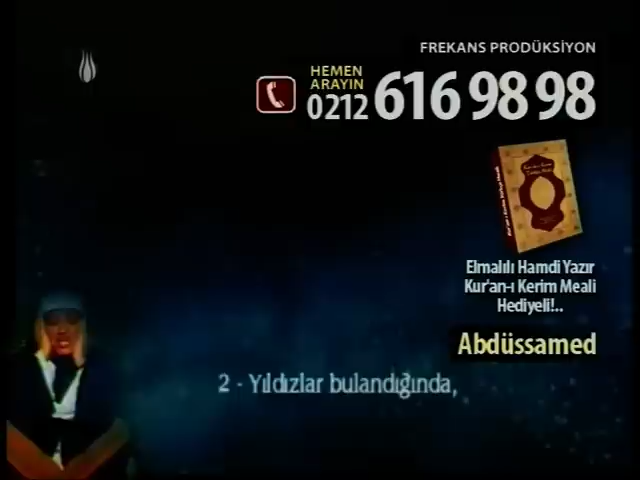 FREKANS PRODÜKSİYON
HEMEN
ARAYIN
0212 616 98 98
Elmalılı Hamdi Yazır
Kur'an-ı Kerim Meali
Hediyeli!..
Abdüssamed
2 - Yıldızlar bulandığında,